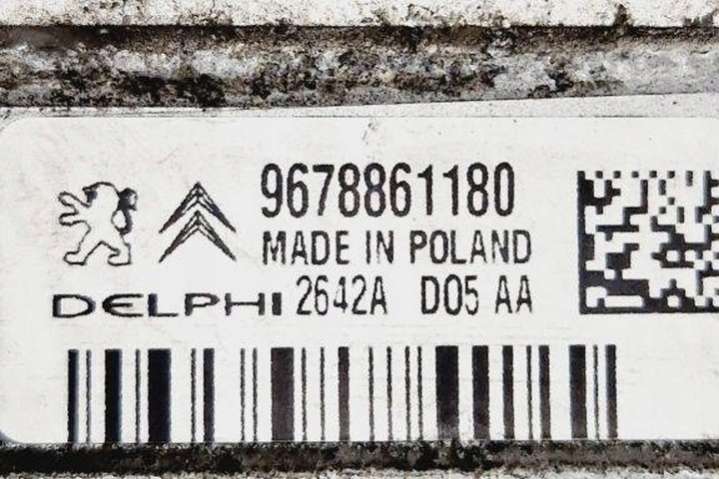 9678861180
MADE IN POLAND
DELPHI 2642A D05 AA